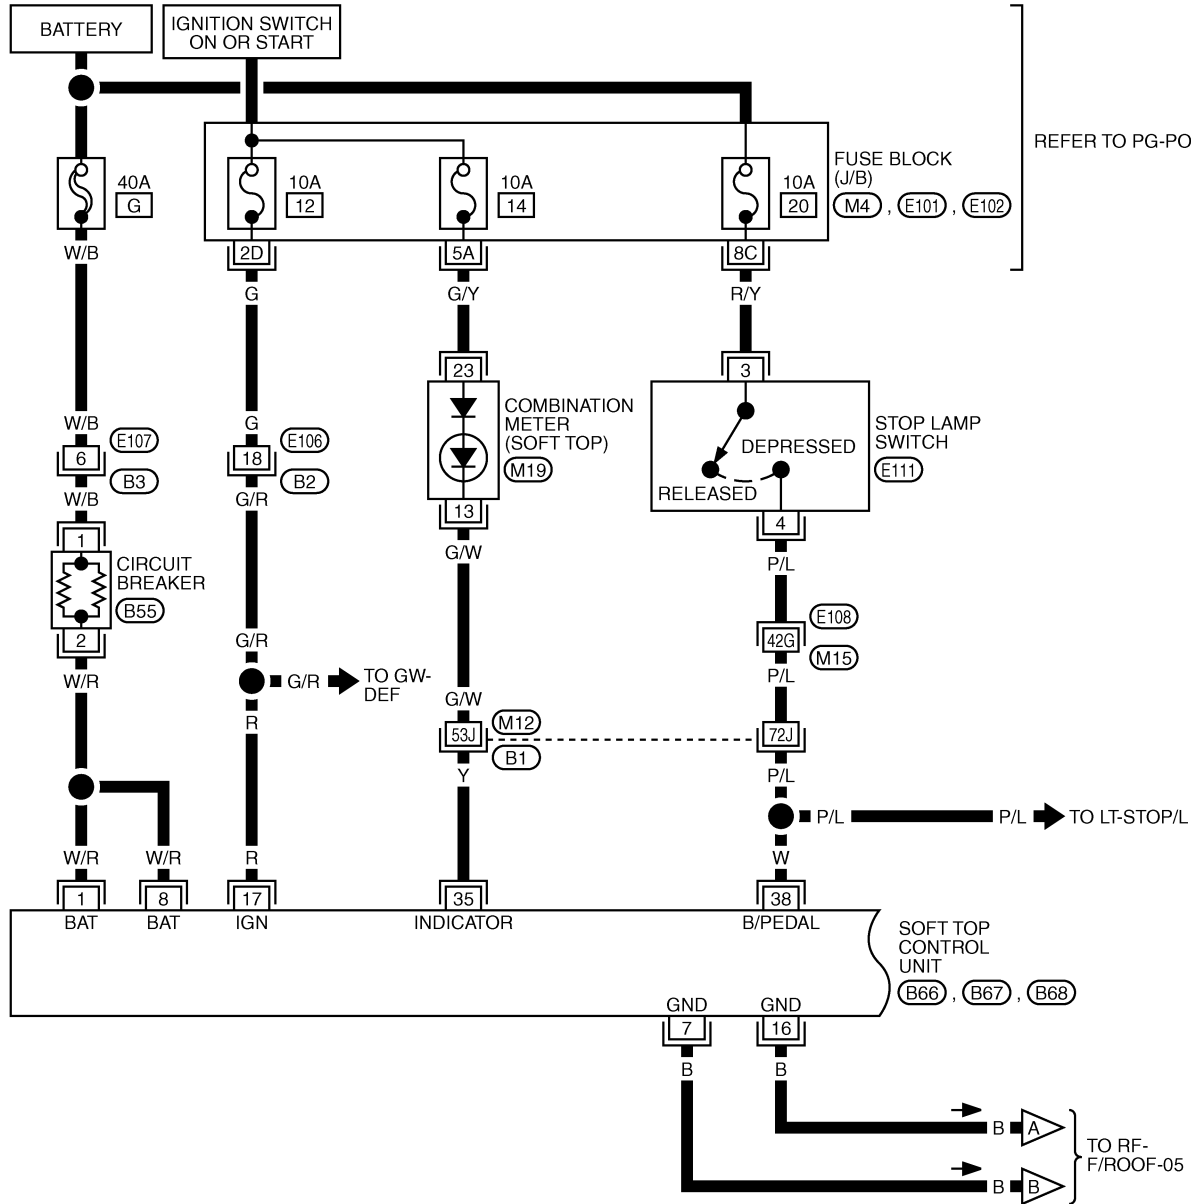 BATTERY
IGNITION SWITCH
ON OR START
REFER TO PG-PO
40A
G
10A
12
10A
14
10A
20
FUSE BLOCK
(J/B)
M4 , E101 , E102
W/B
2D
5A
8C
G
G/Y
R/Y
23
3
COMBINATION
METER
(SOFT TOP)
M19
STOP LAMP
SWITCH
E111
DEPRESSED
RELEASED
W/B
6
E107
B3
W/B
G
18
E106
B2
G/R
13
G/W
4
P/L
1
CIRCUIT
BREAKER
B55
2
W/R
G/R
G/R
TO GW-
DEF
R
42G
E108
M15
P/L
G/W
53J
M12
B1
Y
72J
P/L
P/L
P/L
TO LT-STOP/L
W/R
W/R
R
W
1
8
17
35
38
BAT
BAT
IGN
INDICATOR
B/PEDAL
SOFT TOP
CONTROL
UNIT
B66 , B67 , B68
GND
GND
7
16
B
B
B
A
B
B
TO RF-
F/ROOF-05